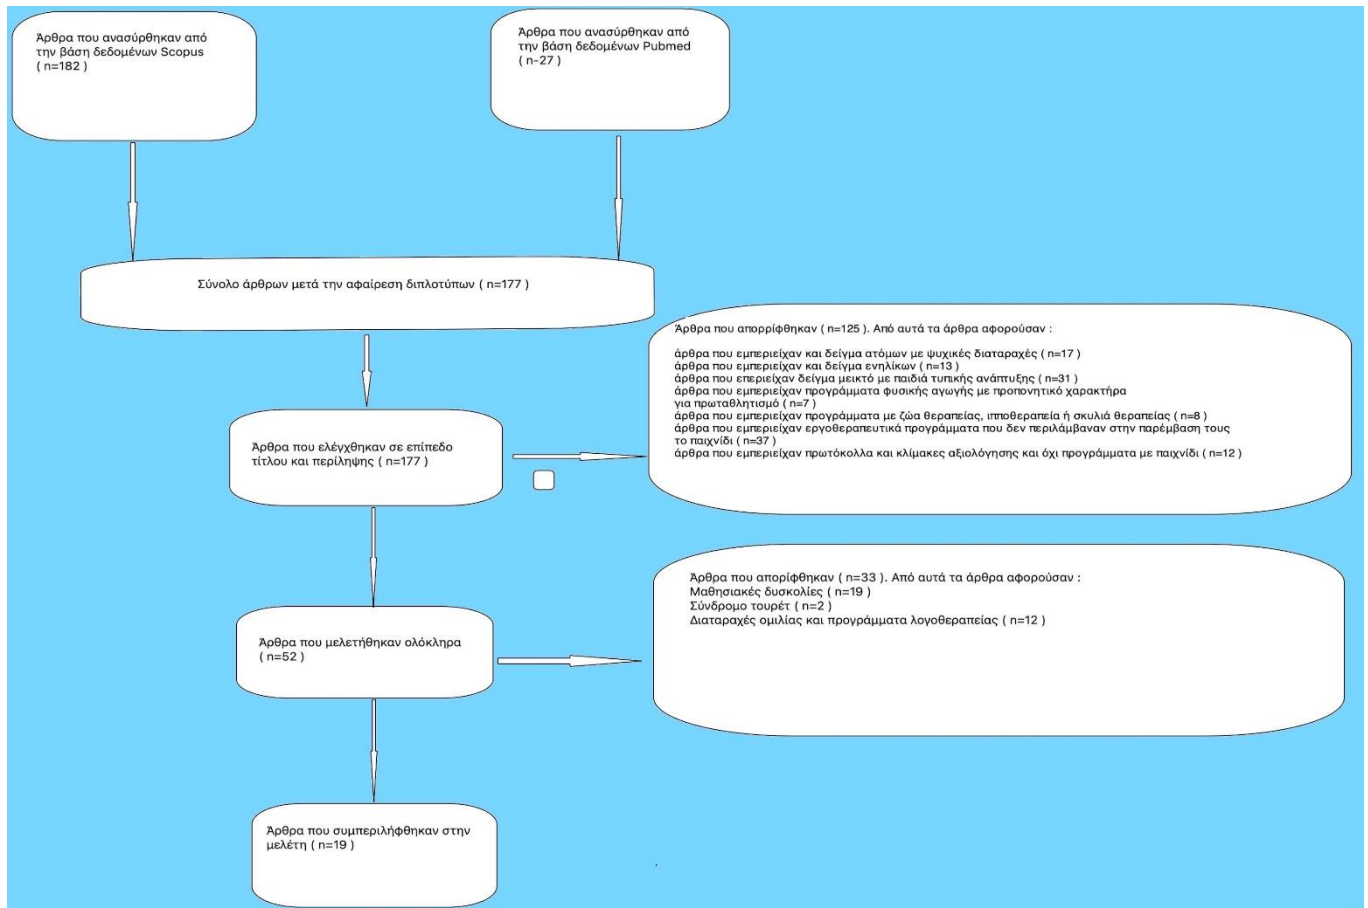 Άρθρα που ανασύρθηκαν από
την βάση δεδομένων Scopus
( n=182 )
Άρθρα που ανασύρθηκαν από
την βάση δεδομένων Pubmed
( n-27 )
Σύνολο άρθρων μετά την αφαίρεση διπλοτύπων ( n=177 )
Άρθρα που ελέγχθηκαν σε επίπεδο
τίτλου και περίληψης ( n=177 )
Άρθρα που απορρίφθηκαν ( n=125 ). Από αυτά τα άρθρα αφορούσαν :
άρθρα που εμπεριείχαν και δείγμα ατόμων με ψυχικές διαταραχές ( n=17 )
άρθρα που εμπεριείχαν και δείγμα ενηλίκων ( n=13 )
άρθρα που επεριείχαν δείγμα μεικτό με παιδιά τυπικής ανάπτυξης ( n=31 )
άρθρα που εμπεριείχαν προγράμματα φυσικής αγωγής με προπονητικό χαρακτήρα
για πρωταθλητισμό ( n=7 )
άρθρα που εμπεριείχαν προγράμματα με ζώα θεραπείας, ιπποθεραπεία ή σκυλιά θεραπείας ( n=8 )
άρθρα που εμπεριείχαν εργοθεραπευτικά προγράμματα που δεν περιλάμβαναν στην παρέμβαση τους
το παιχνίδι ( n=37 )
άρθρα που εμπεριείχαν πρωτόκολλα και κλίμακες αξιολόγησης και όχι προγράμματα με παιχνίδι ( n=12 )
Άρθρα που μελετήθηκαν ολόκληρα
( n=52 )
Άρθρα που απορίφθηκαν ( n=33 ). Από αυτά τα άρθρα αφορούσαν :
Μαθησιακές δυσκολίες ( n=19 )
Σύνδρομο τουρέτ ( n=2 )
Διαταραχές ομιλίας και προγράμματα λογοθεραπείας ( n=12 )
Άρθρα που συμπεριλήφθηκαν στην
μελέτη ( n=19 )